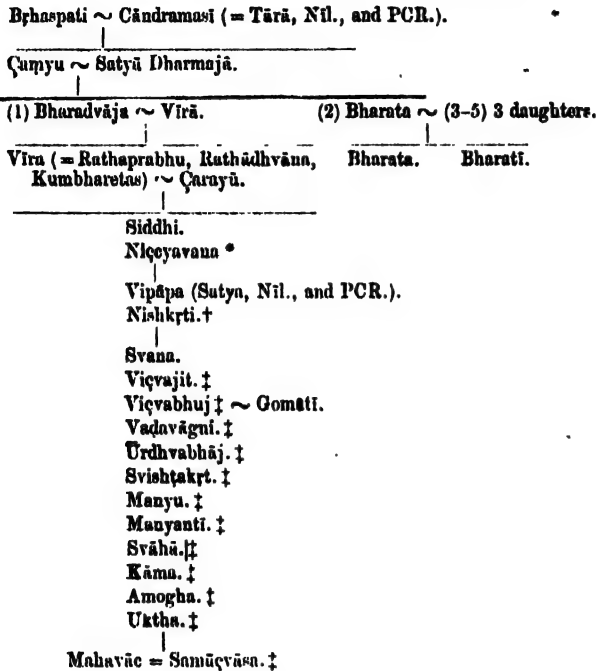 Bṛhaspati ~ Cāndramasī (= Tārā, Nīl., and PCR.).
Çaṃyu ~ Satyā Dharmajā.
(1) Bharadvāja ~ Vīrā. (2) Bharata ~ (3–5) 3 daughters.
Vīra (= Rathaprabhu, Rathādhvāna, Bharata. Bharatī.
Kumbharetas) ~ Çarayū.
Siddhi.
Niçcyavana *
Vipāpa (Satya, Nīl., and PCR.).
Nishkṛti.†
Svana.
Viçvajit. ‡
Viçvabhuj ‡ ~ Gomatī.
Vaḍavāgni. ‡
Ūrdhvabhāj. ‡
Svishṭakṛt. ‡
Manyu. ‡
Manyantī. ‡
Svāhā. ‡
Kāma. ‡
Amogha. ‡
Uktha. ‡
Mahavāc = Samāçvāsa. ‡